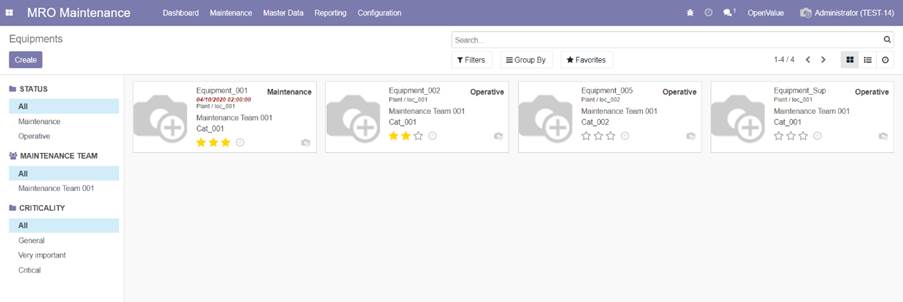 MRO Maintenance Dashboard Maintenance Master Data Reporting Configuration 1 OpenValue Administrator (TEST-14)
Equipments
Search...
Create
Filters Group By Favorites 1-4 / 4
STATUS
All
Maintenance
Operative
MAINTENANCE TEAM
All
Maintenance Team 001
CRITICALITY
All
General
Very important
Critical
Equipment_001 Maintenance
04/10/2020 02:00:00
Plant / loc_001
Maintenance Team 001
Cat_001
Equipment_002 Operative
Plant / loc_001
Maintenance Team 001
Cat_001
Equipment_005 Operative
Plant / loc_002
Maintenance Team 001
Cat_002
Equipment_Sup Operative
Plant / loc_001
Maintenance Team 001
Cat_001